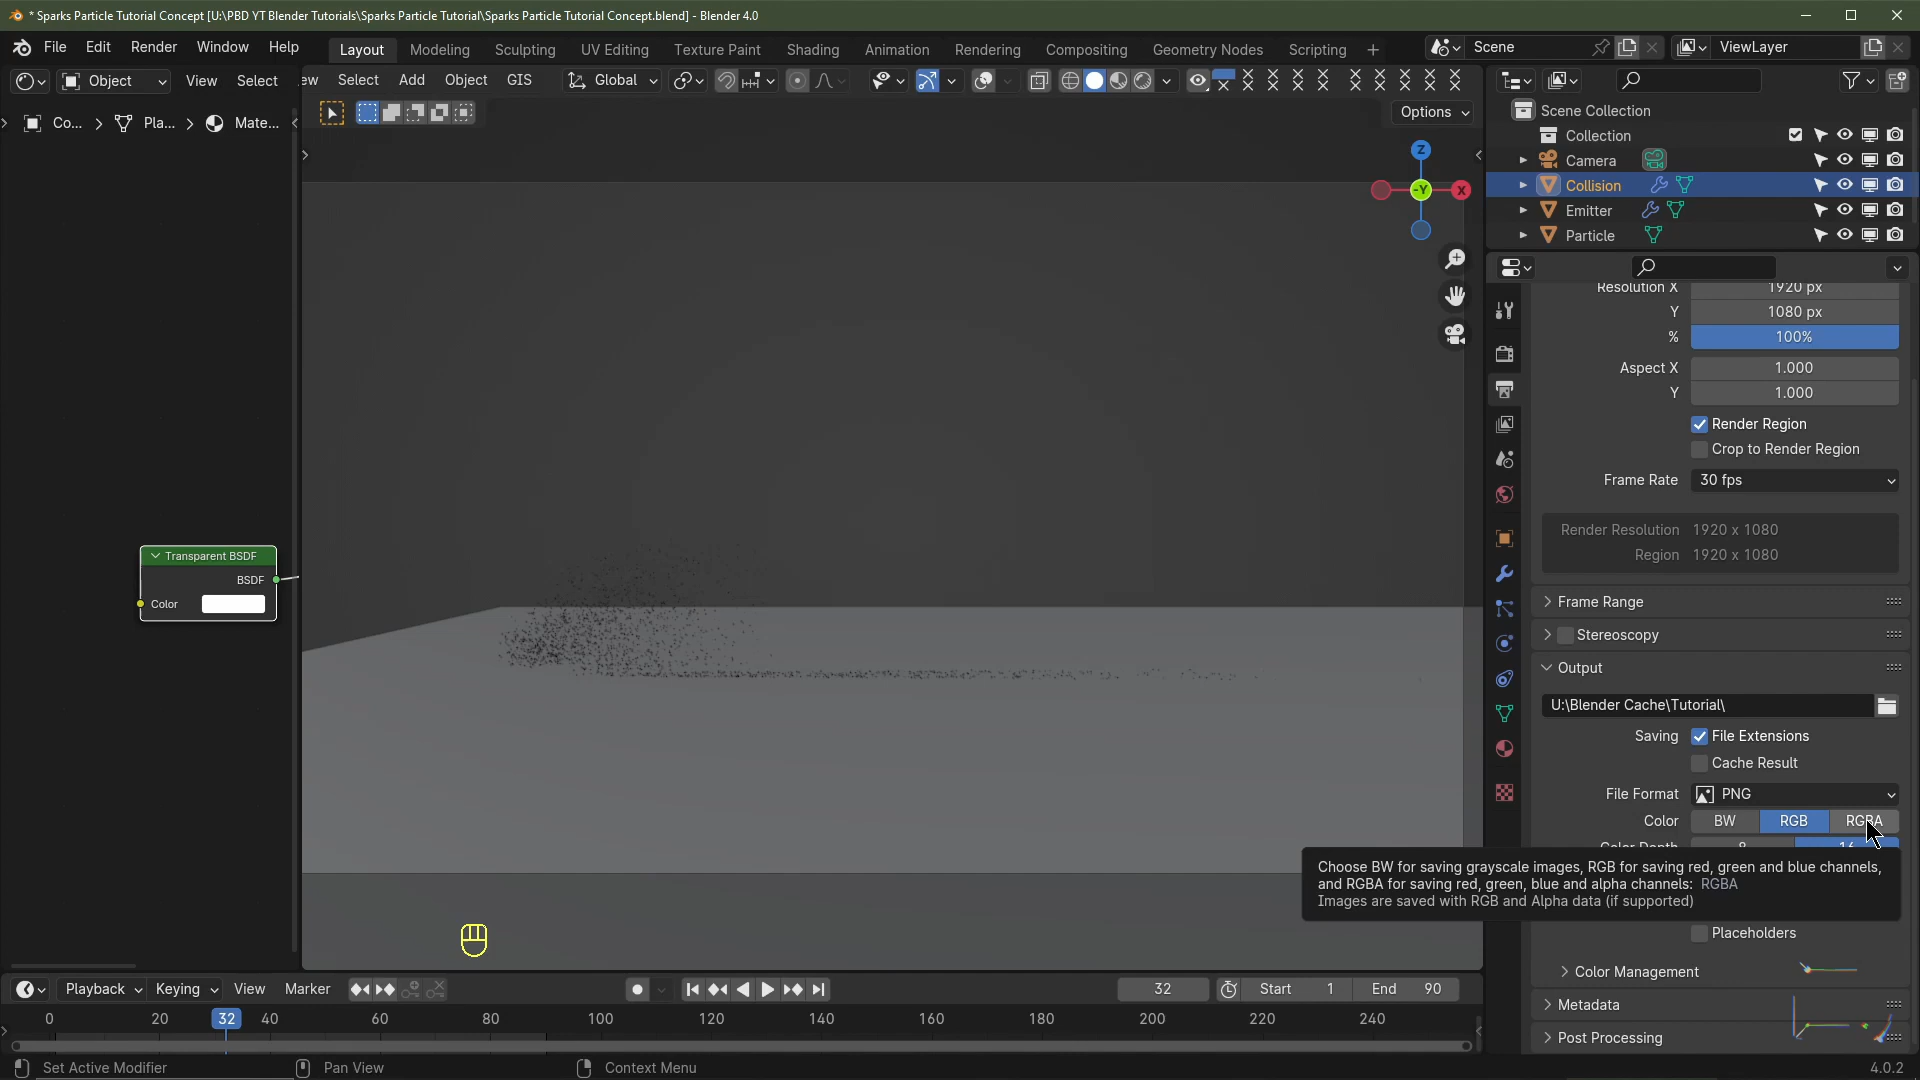 * Sparks Particle Tutorial Concept [U:\PBD YT Blender Tutorials\Sparks Particle Tutorial\Sparks Particle Tutorial Concept.blend] - Blender 4.0
File Edit Render Window Help Layout Modeling Sculpting UV Editing Texture Paint Shading Animation Rendering Compositing Geometry Nodes Scripting Scene ViewLayer
Object View Select ew Select Add Object GIS Global
Options
Co... Pla... Mate...
Scene Collection
Collection
Camera
Collision
Emitter
Particle
Z
-Y X
Resolution X 1920 px
Y 1080 px
% 100%
Aspect X 1.000
Y 1.000
Render Region
Crop to Render Region
Frame Rate 30 fps
Render Resolution 1920 x 1080
Region 1920 x 1080
Frame Range
Stereoscopy
Output
U:\Blender Cache\Tutorial\
Saving File Extensions
Cache Result
File Format PNG
Color BW RGB RGBA
Color Depth 8 16
Transparent BSDF
BSDF
Color
Choose BW for saving grayscale images, RGB for saving red, green and blue channels,
and RGBA for saving red, green, blue and alpha channels: RGBA
Images are saved with RGB and Alpha data (if supported)
Placeholders
Color Management
Metadata
Post Processing
Playback Keying View Marker 32 Start 1 End 90
0 20 32 40 60 80 100 120 140 160 180 200 220 240
Set Active Modifier Pan View Context Menu 4.0.2